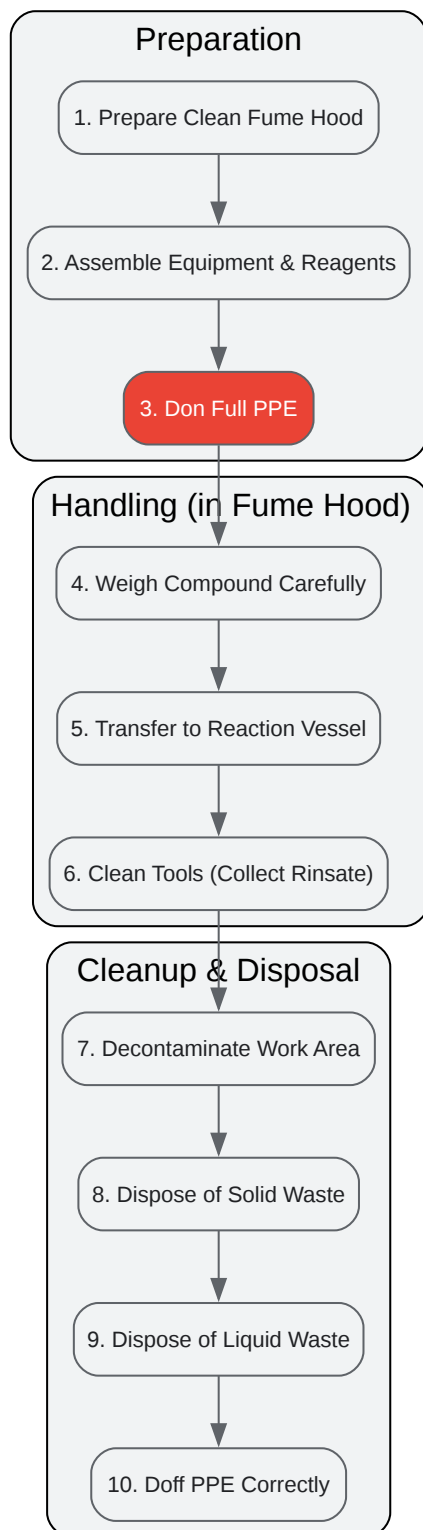 Preparation
1. Prepare Clean Fume Hood
2. Assemble Equipment & Reagents
3. Don Full PPE
Handling (in Fume Hood)
4. Weigh Compound Carefully
5. Transfer to Reaction Vessel
6. Clean Tools (Collect Rinsate)
Cleanup & Disposal
7. Decontaminate Work Area
8. Dispose of Solid Waste
9. Dispose of Liquid Waste
10. Doff PPE Correctly